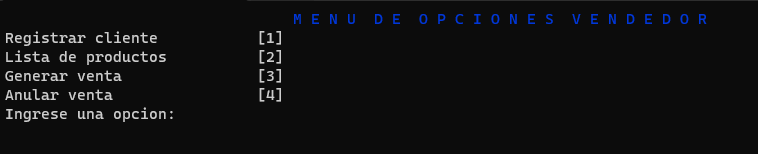 M E N U  D E  O P C I O N E S  V E N D E D O R
Registrar cliente [1]
Lista de productos [2]
Generar venta [3]
Anular venta [4]
Ingrese una opcion: